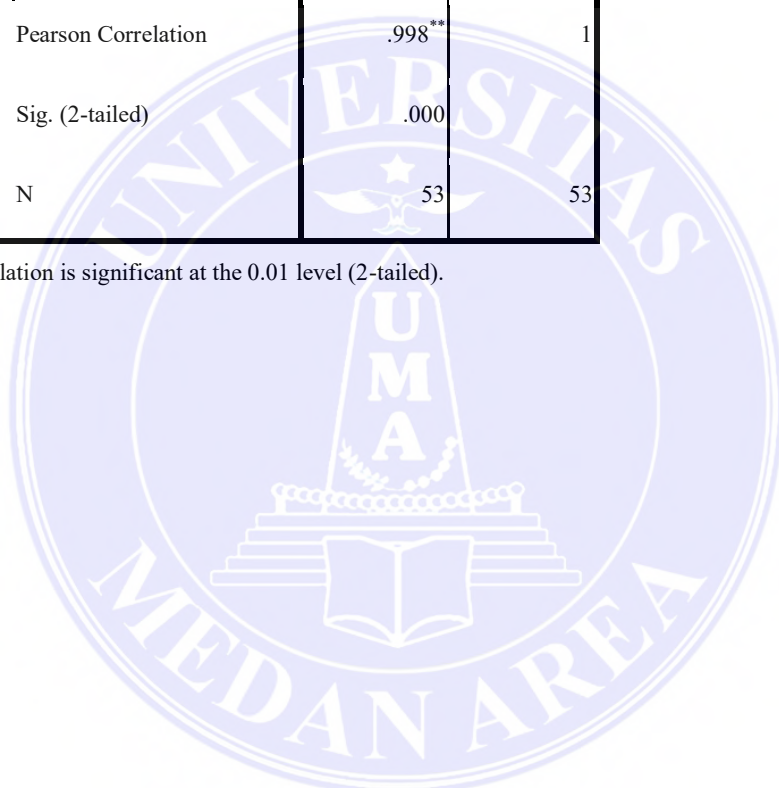 Pearson Correlation .998** 1
Sig. (2-tailed) .000
N 53 53
lation is significant at the 0.01 level (2-tailed).
UNIVERSITAS
U
M
A
MEDAN AREA